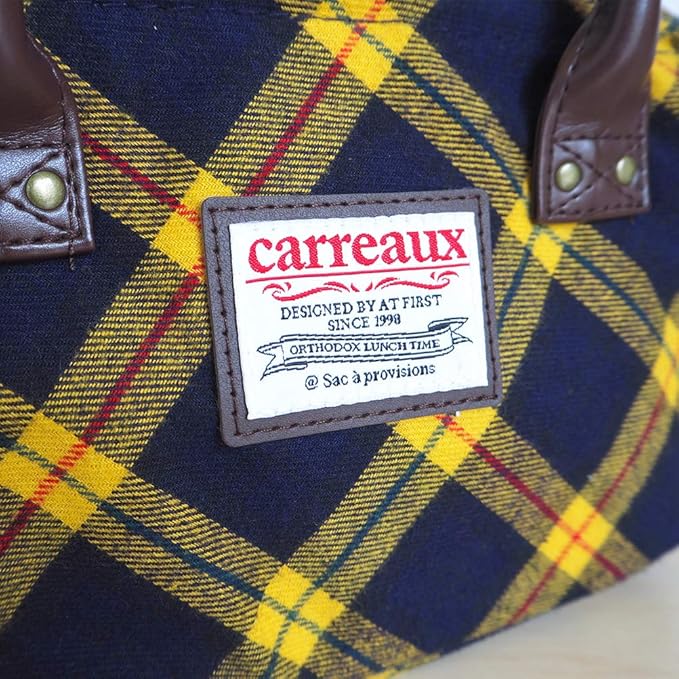 carreaux
DESIGNED BY AT FIRST
SINCE 1998
ORTHODOX LUNCH TIME
@ Sac à provisions